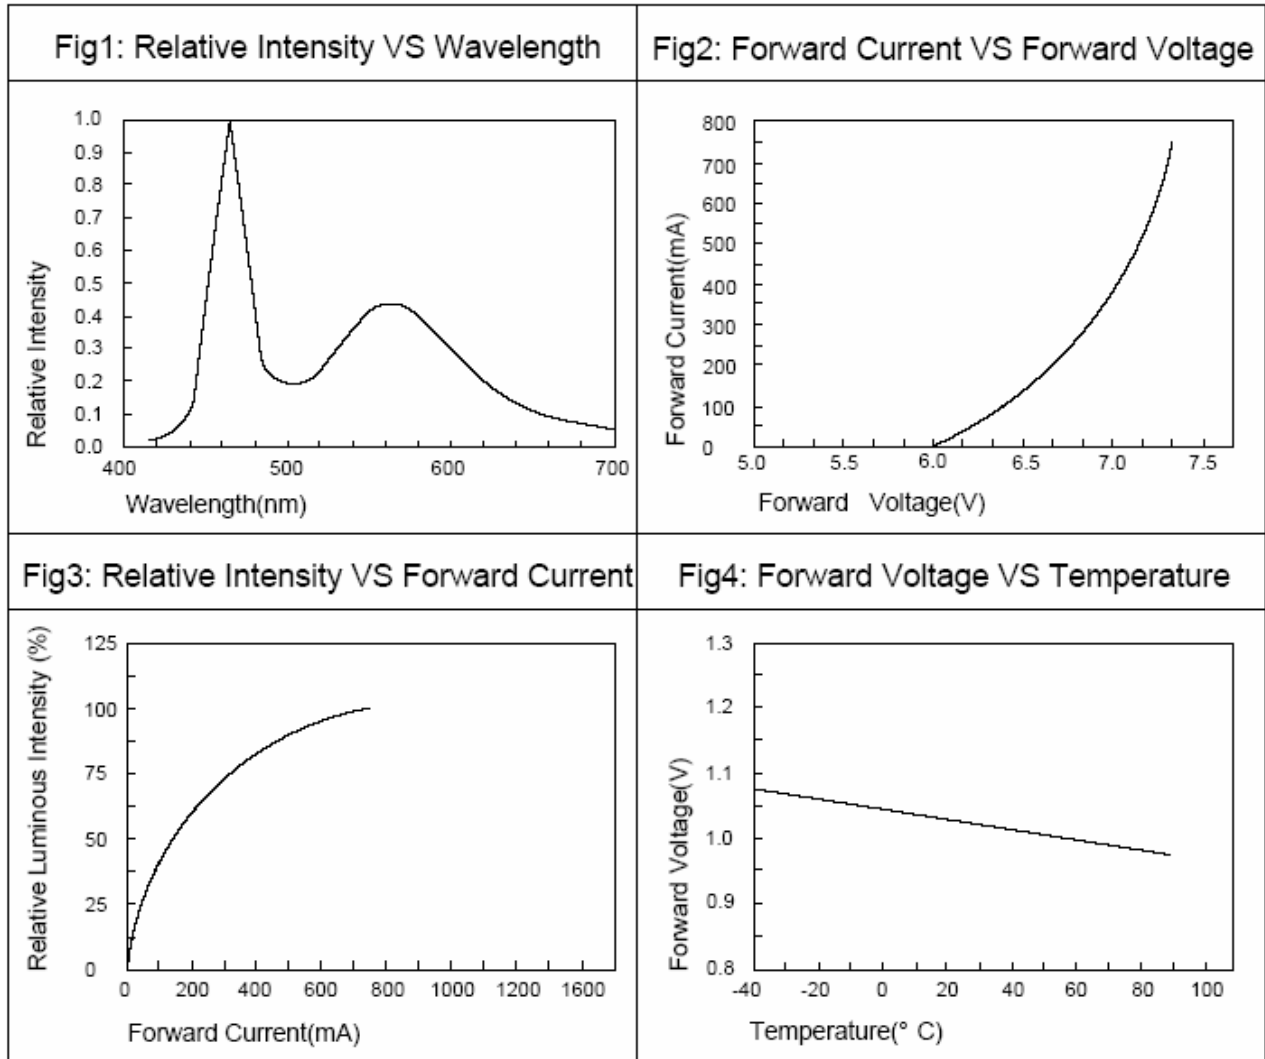 Fig1: Relative Intensity VS Wavelength
Relative Intensity
1.0
0.9
0.8
0.7
0.6
0.5
0.4
0.3
0.2
0.1
0.0
400 500 600 700
Wavelength(nm)
Fig2: Forward Current VS Forward Voltage
Forward Current(mA)
800
700
600
500
400
300
200
100
0
5.0 5.5 6.0 6.5 7.0 7.5
Forward Voltage(V)
Fig3: Relative Intensity VS Forward Current
Relative Luminous Intensity (%)
125
100
75
50
25
0
0 200 400 600 800 1000 1200 1600
Forward Current(mA)
Fig4: Forward Voltage VS Temperature
Forward Voltage(V)
1.3
1.2
1.1
1.0
0.9
0.8
-40 -20 0 20 40 60 80 100
Temperature(° C)